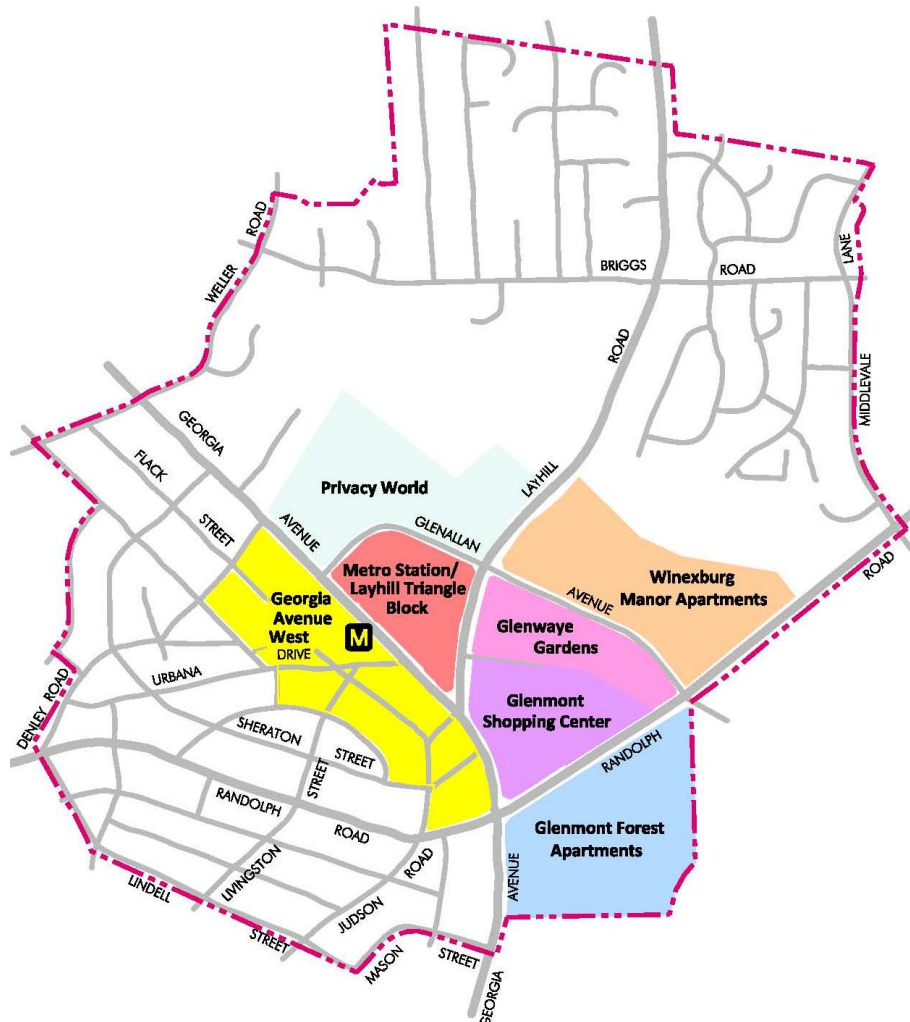 ROAD
WELLER
BRIGGS
ROAD
LANE
ROAD
MIDDLEVALE
GEORGIA
FLACK
LAYHILL
Privacy World
STREET
AVENUE
GLENALLAN
ROAD
Metro Station/
Layhill Triangle
Block
Winexburg
Manor Apartments
Georgia
Avenue
West
AVENUE
M
Glenwaye
Gardens
DRIVE
URBANA
DENLEY ROAD
Glenmont
Shopping Center
SHERATON
STREET
STREET
RANDOLPH
RANDOLPH
ROAD
Glenmont Forest
Apartments
ROAD
AVENUE
LIVINGSTON
LINDELL
JUDSON
STREET
MASON
STREET
GEORGIA